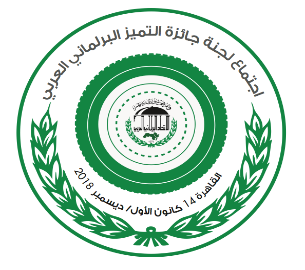 اجتماع لجنة جائزة التميز البرلماني العربي
القاهرة 14 كانون الأول/ ديسمبر 2018